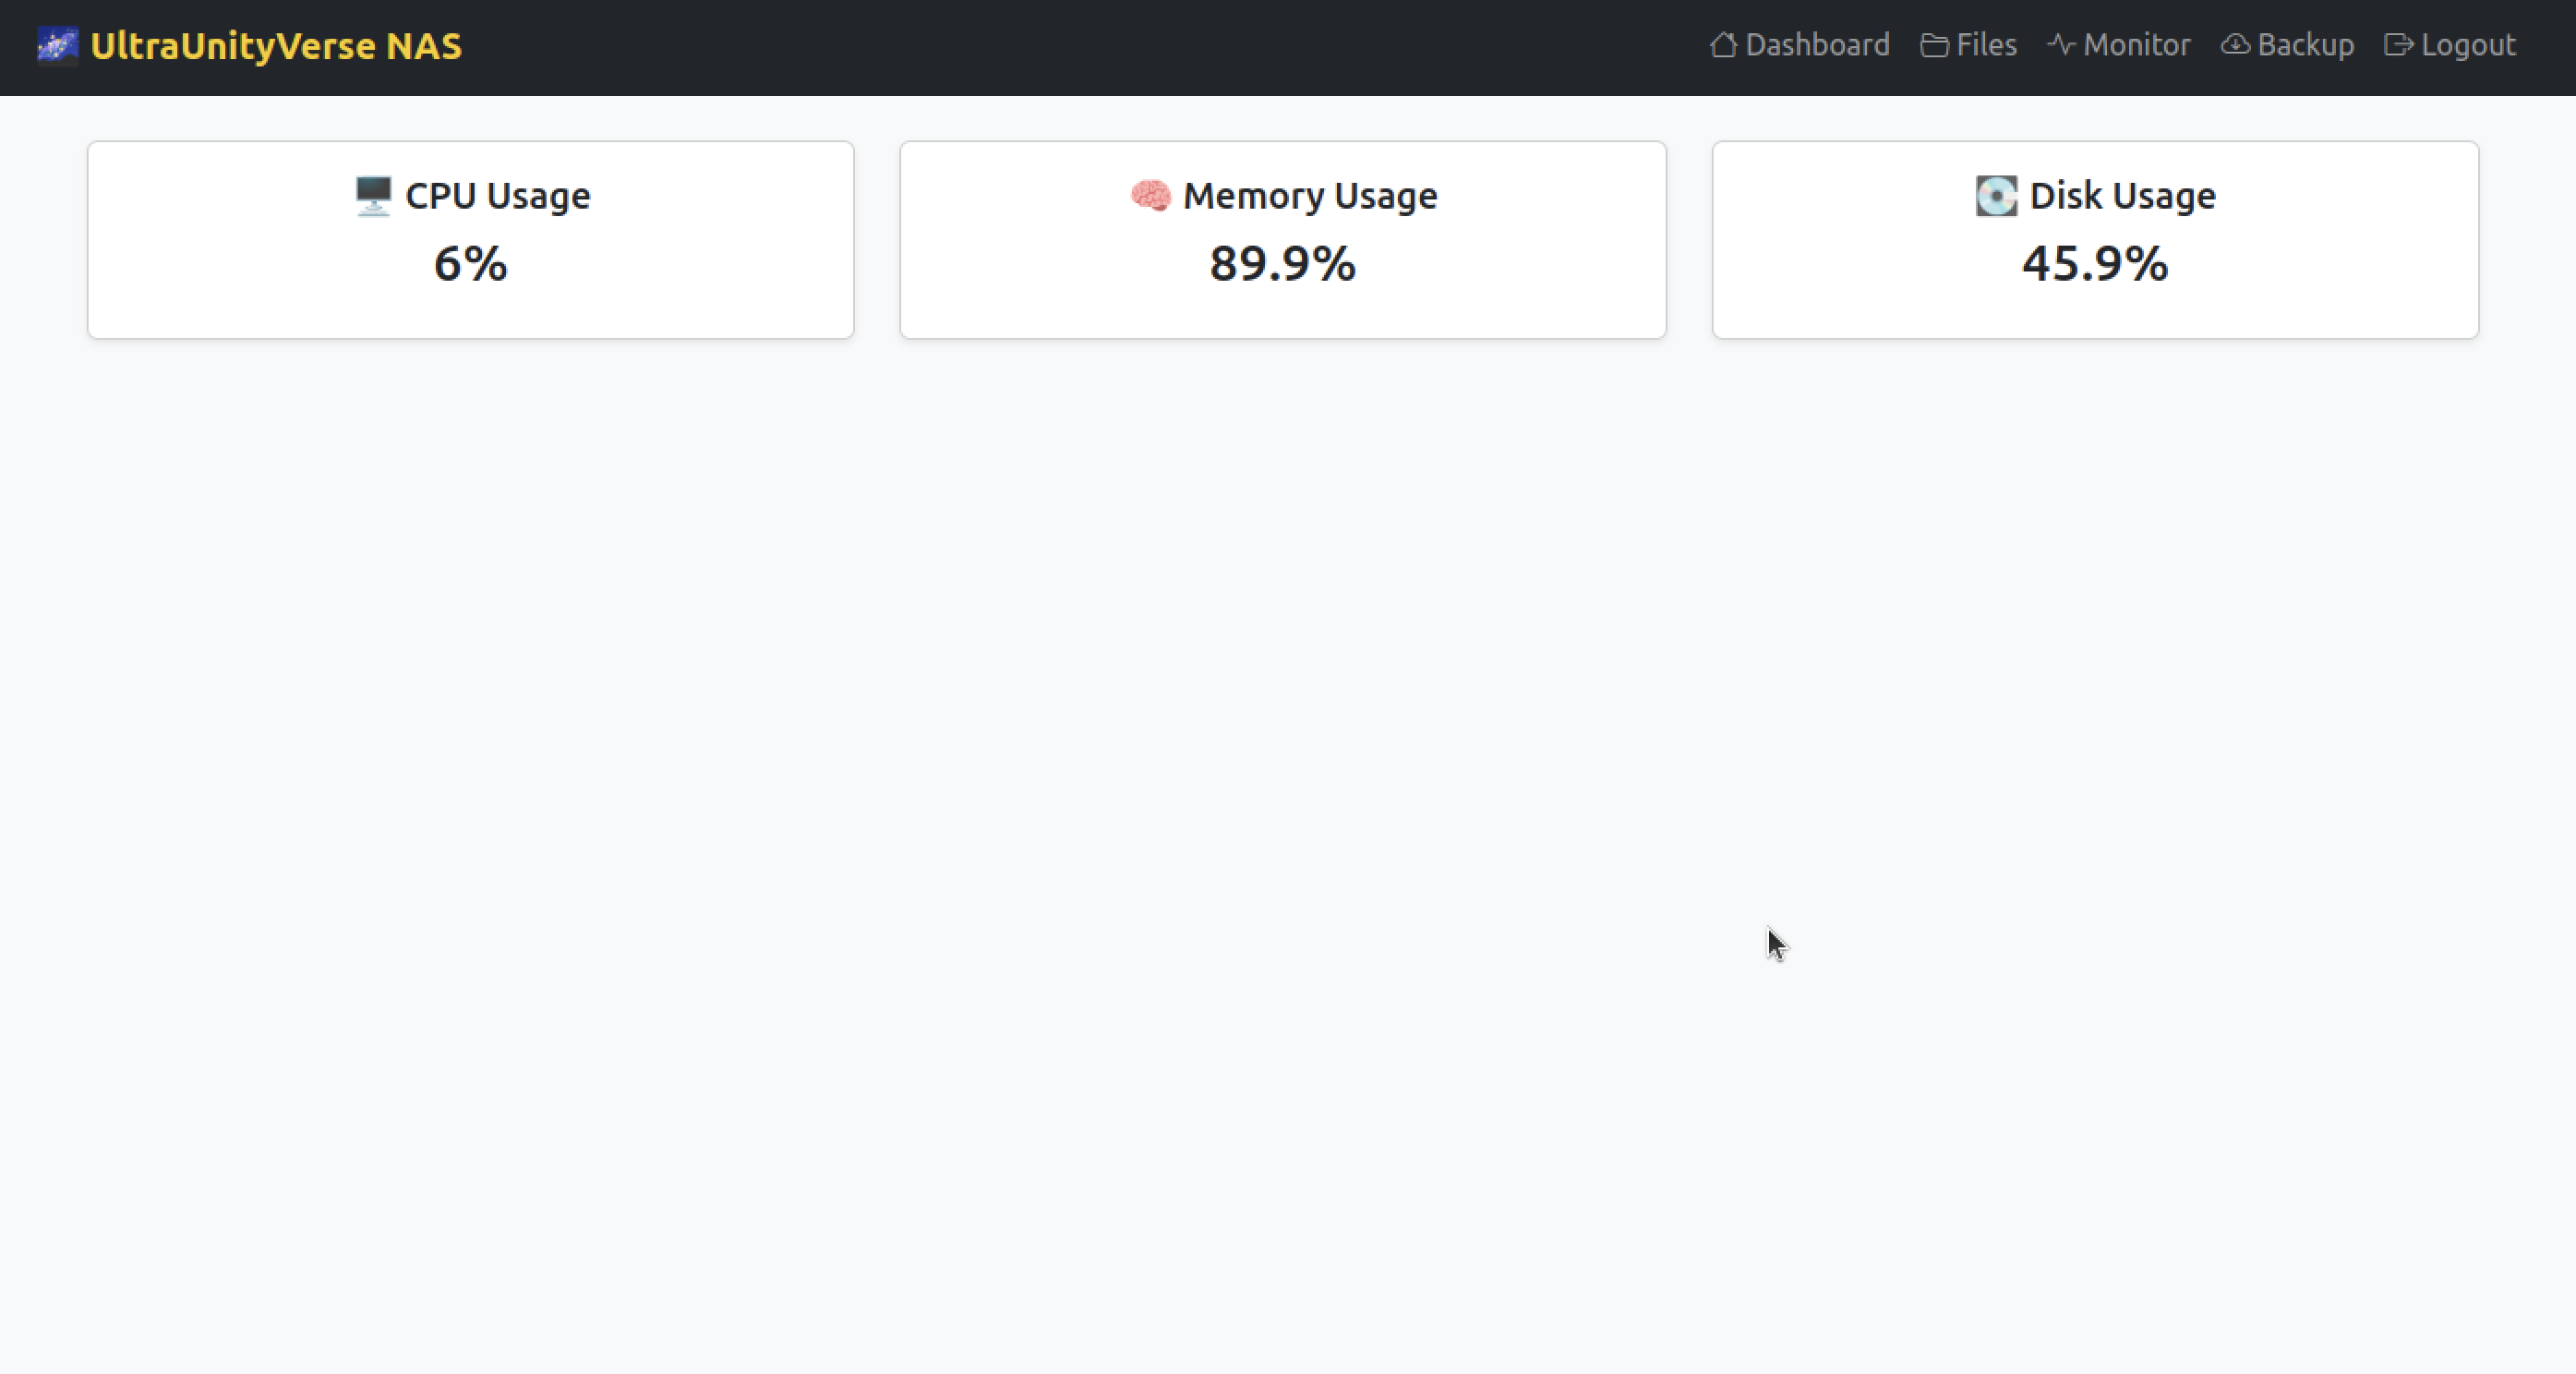 UltraUnityVerse NAS
Dashboard Files Monitor Backup Logout
CPU Usage
6%
Memory Usage
89.9%
Disk Usage
45.9%